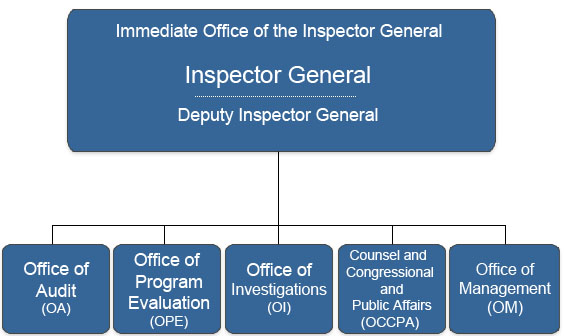 Immediate Office of the Inspector General
Inspector General
Deputy Inspector General
Office of
Audit
(OA)
Office of
Program
Evaluation
(OPE)
Office of
Investigations
(OI)
Counsel and
Congressional
and
Public Affairs
(OCCPA)
Office of
Management
(OM)